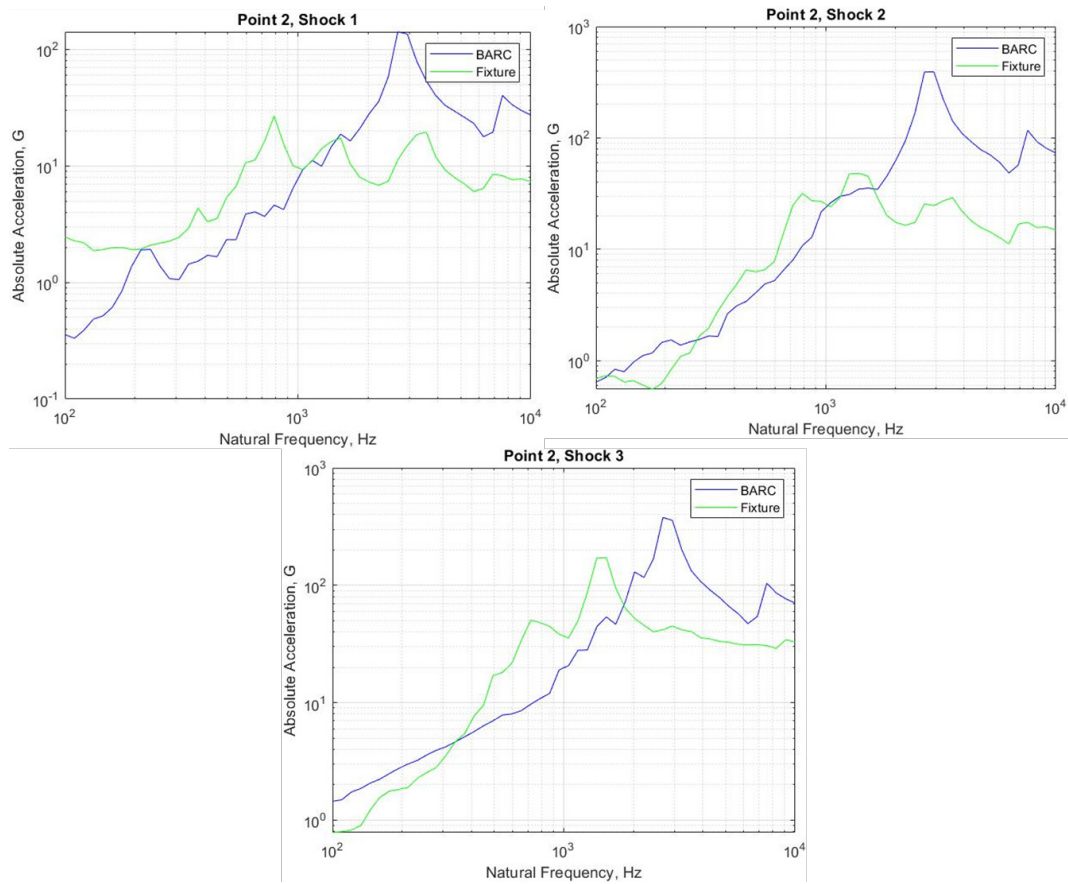 Point 2, Shock 1
BARC
Fixture
Absolute Acceleration, G
10^2
10^1
10^0
10^-1
10^2
10^3
10^4
Natural Frequency, Hz
Point 2, Shock 2
BARC
Fixture
Absolute Acceleration, G
10^3
10^2
10^1
10^0
10^2
10^3
10^4
Natural Frequency, Hz
Point 2, Shock 3
BARC
Fixture
Absolute Acceleration, G
10^3
10^2
10^1
10^0
10^2
10^3
10^4
Natural Frequency, Hz